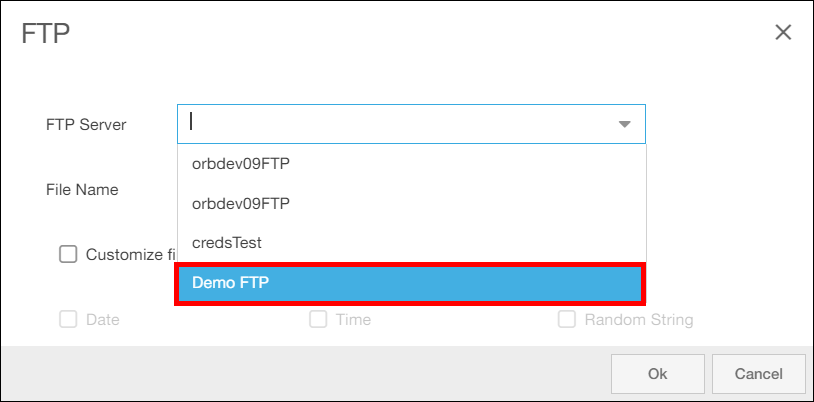 FTP
FTP Server
orbdev09FTP
File Name
orbdev09FTP
credsTest
Customize fi
Demo FTP
Date Time Random String
Ok Cancel